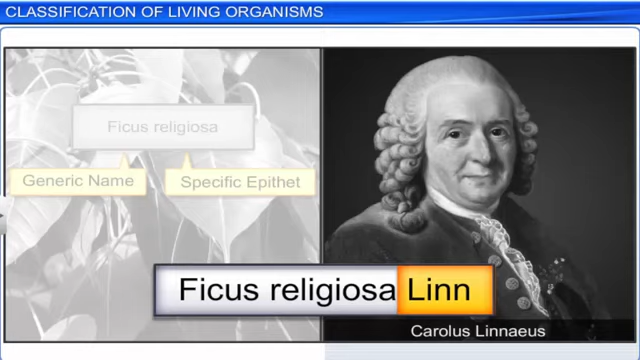 CLASSIFICATION OF LIVING ORGANISMS
Ficus religiosa
Generic Name
Specific Epithet
Ficus religiosa Linn
Carolus Linnaeus